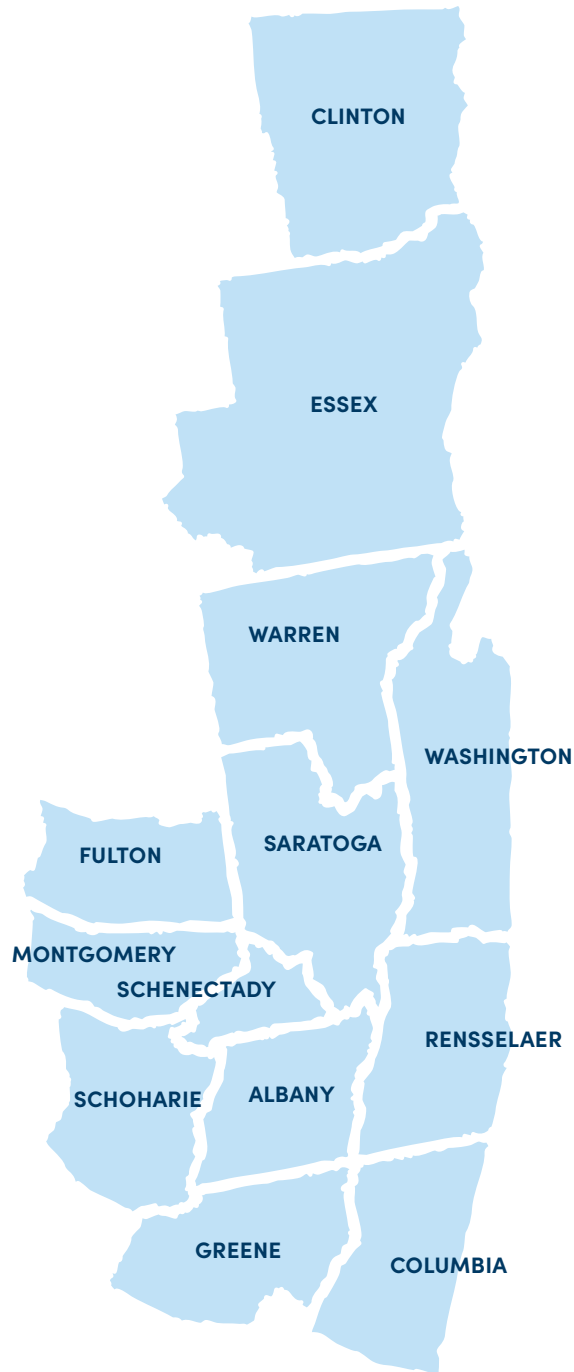 CLINTON
ESSEX
WARREN
WASHINGTON
SARATOGA
FULTON
MONTGOMERY
SCHENECTADY
RENSSELAER
ALBANY
SCHOHARIE
GREENE
COLUMBIA